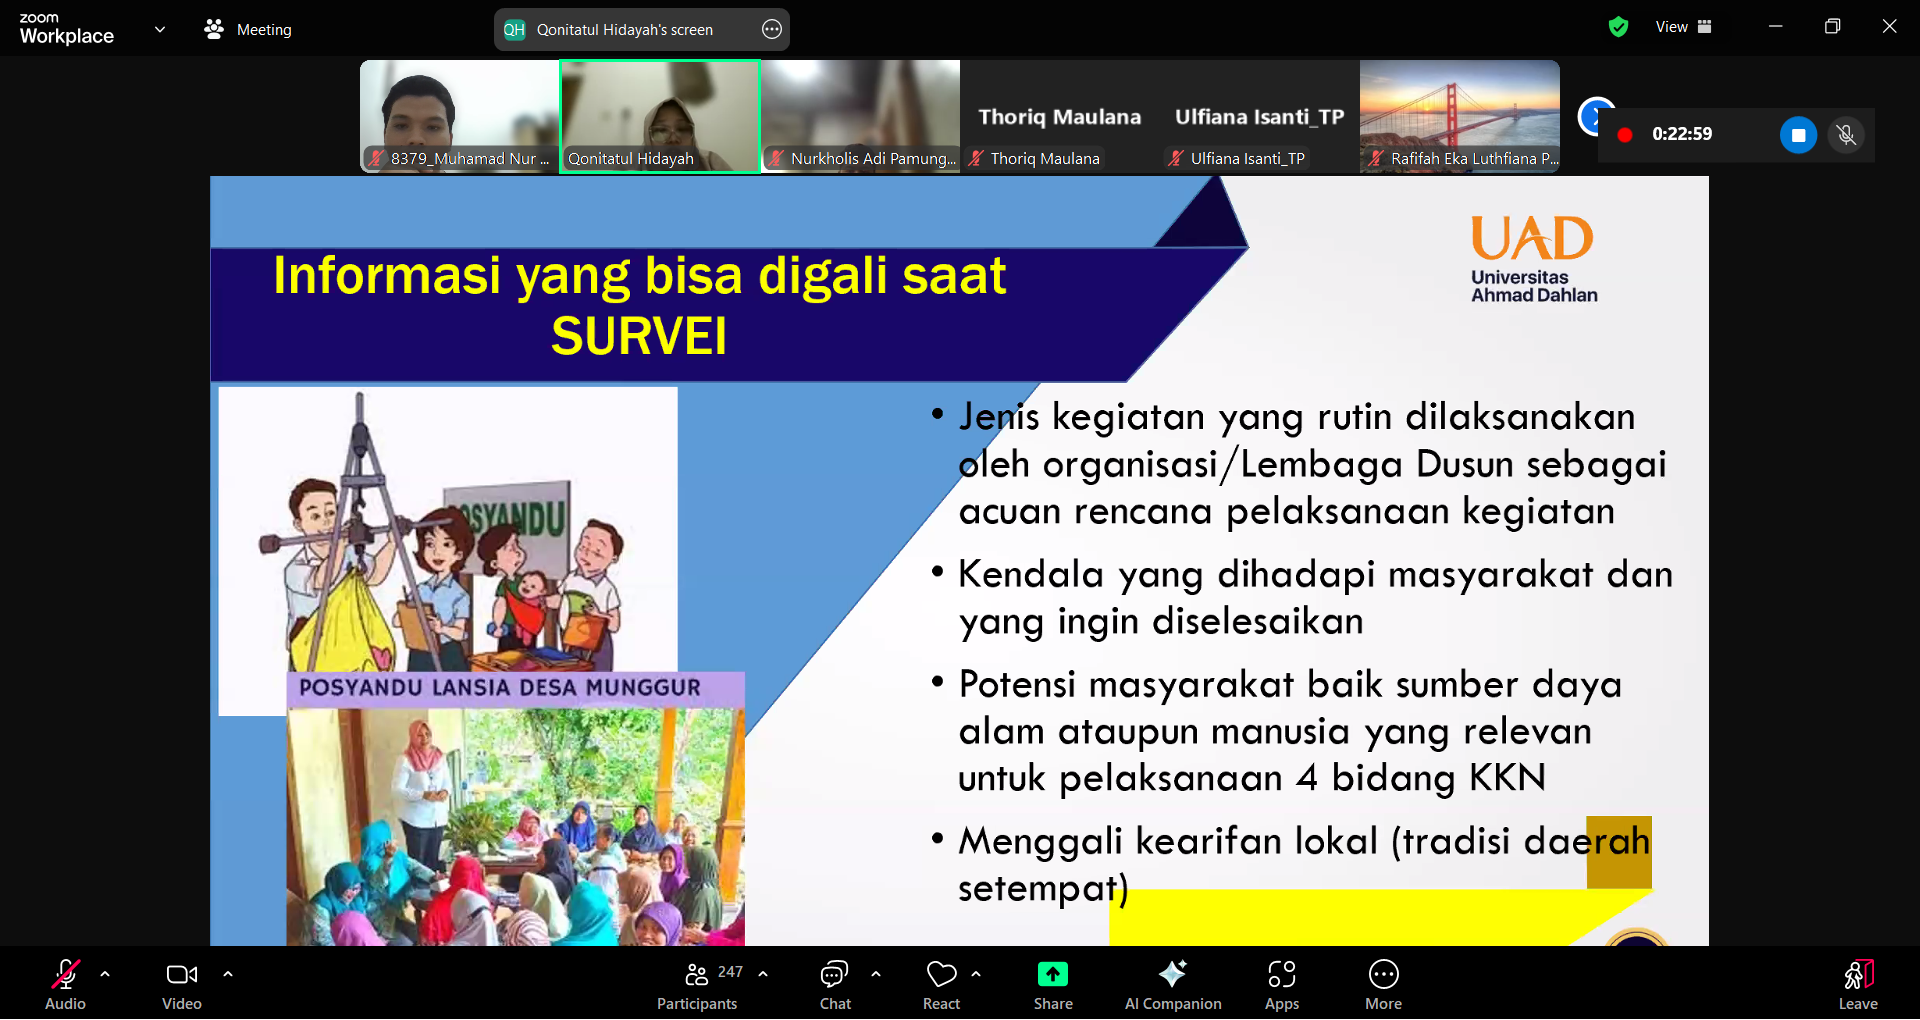 zoom
Workplace
Meeting
QH Qonitatul Hidayah's screen
View
8379_Muhamad Nur ...
Qonitatul Hidayah
Nurkholis Adi Pamung...
Thoriq Maulana
Thoriq Maulana
Ulfiana Isanti_TP
Ulfiana Isanti_TP
Rafifah Eka Luthfiana P...
0:22:59
Informasi yang bisa digali saat
SURVEI
UAD
Universitas
Ahmad Dahlan
OSYANDU
POSYANDU LANSIA DESA MUNGGUR
• Jenis kegiatan yang rutin dilaksanakan
oleh organisasi/Lembaga Dusun sebagai
acuan rencana pelaksanaan kegiatan
• Kendala yang dihadapi masyarakat dan
yang ingin diselesaikan
• Potensi masyarakat baik sumber daya
alam ataupun manusia yang relevan
untuk pelaksanaan 4 bidang KKN
• Menggali kearifan lokal (tradisi daerah
setempat)
Audio
Video
247
Participants
Chat
React
Share
AI Companion
Apps
More
Leave